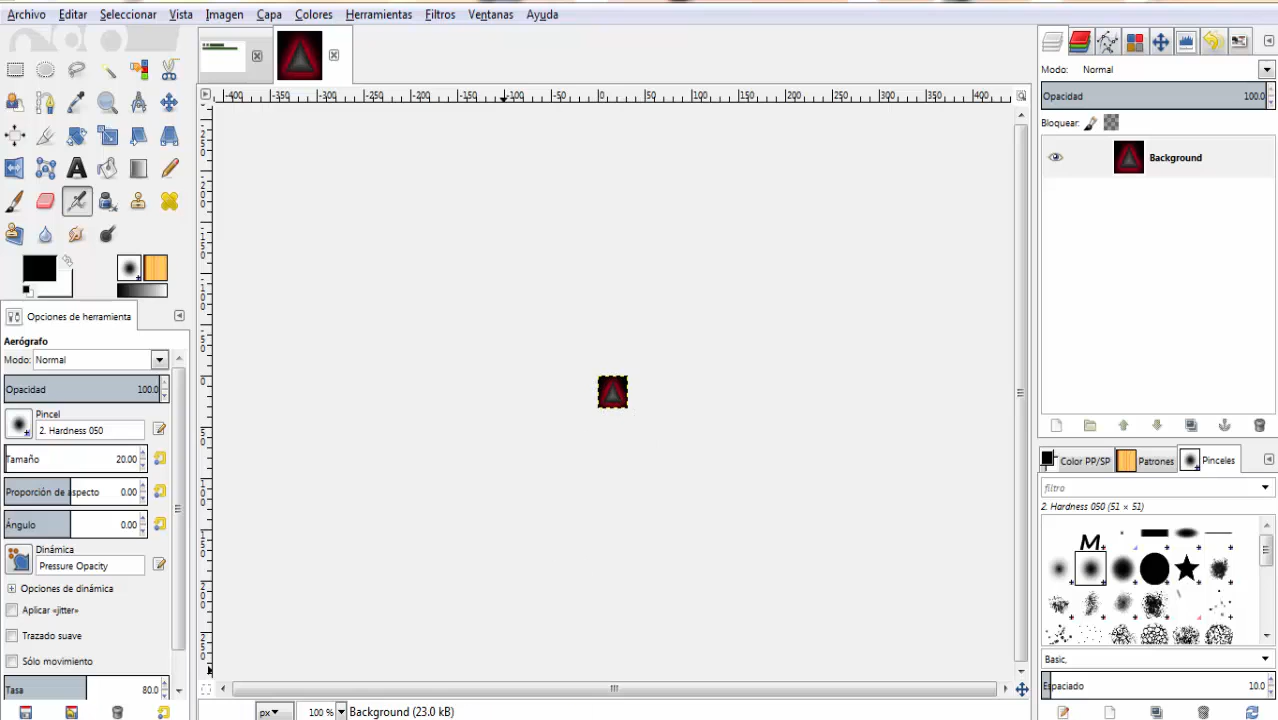 Archivo Editar Seleccionar Vista Imagen Capa Colores Herramientas Filtros Ventanas Ayuda
-400 -300 -250 -200 -150 -100 -50 0 50 100 150 200 250 300 350 400
Modo: Normal
Opacidad 100.0
Bloquear:
Background
Opciones de herramienta
Aerógrafo
Modo: Normal
Opacidad 100.0
Pincel
2. Hardness 050
Tamaño 20.00
Proporción de aspecto 0.00
Ángulo 0.00
Dinámica
Pressure Opacity
Opciones de dinámica
Aplicar «jitter»
Trazado suave
Sólo movimiento
Tasa 80.0
Color PP/SP Patrones Pinceles
filtro
2. Hardness 050 (51 × 51)
M
Basic,
Espaciado 10.0
px 100 % Background (23.0 kB)